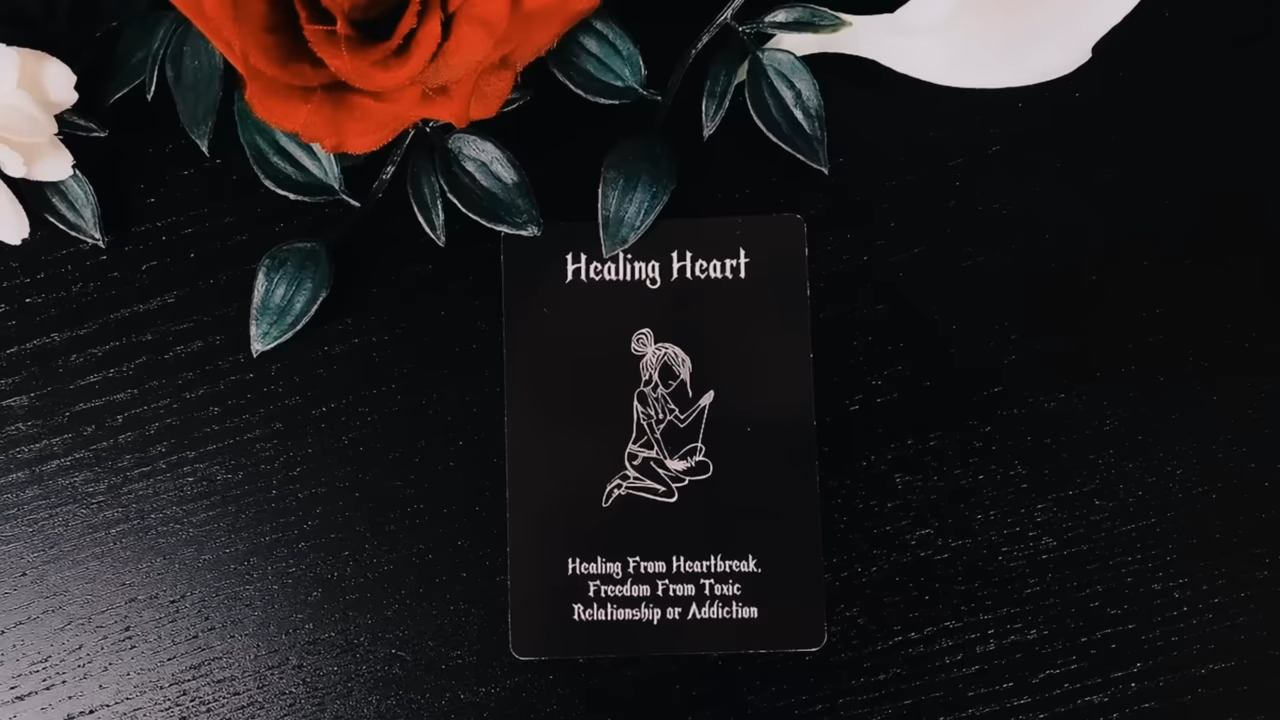 Healing Heart
Healing From Heartbreak,
Freedom From Toxic
Relationship or Addiction